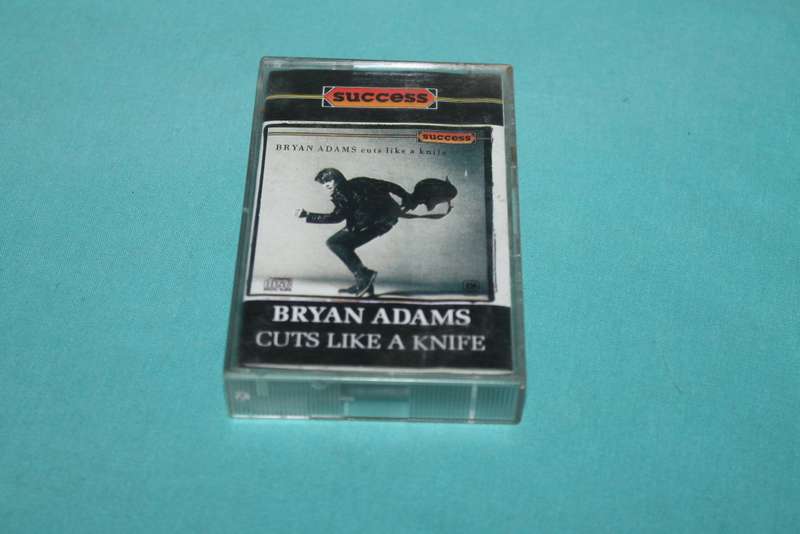 success
success
BRYAN ADAMS cuts like a knife
BRYAN ADAMS
CUTS LIKE A KNIFE